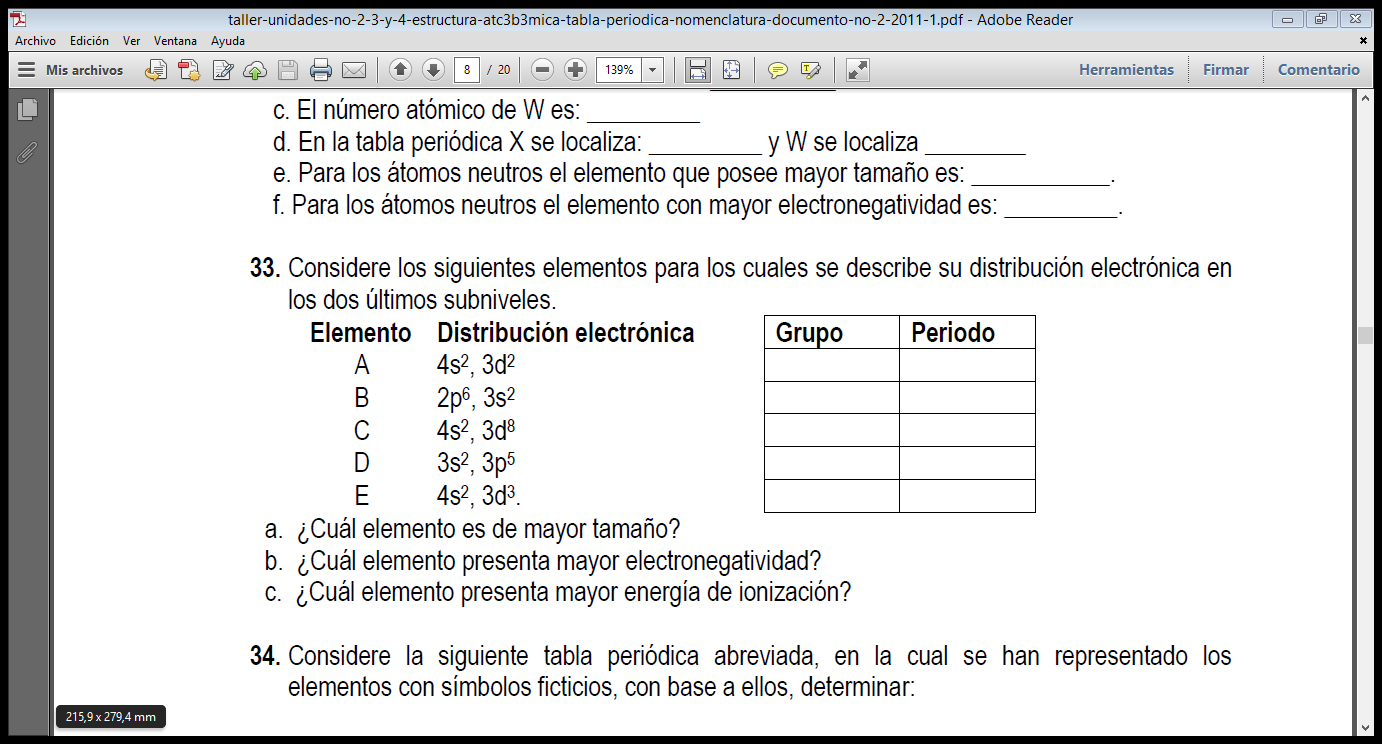 taller-unidades-no-2-3-y-4-estructura-atc3b3mica-tabla-periodica-nomenclatura-documento-no-2-2011-1.pdf - Adobe Reader
Archivo Edición Ver Ventana Ayuda
Mis archivos 8 / 20 139% Herramientas Firmar Comentario
c. El número atómico de W es: __________
d. En la tabla periódica X se localiza: __________ y W se localiza _________
e. Para los átomos neutros el elemento que posee mayor tamaño es: ____________.
f. Para los átomos neutros el elemento con mayor electronegatividad es: __________.
33. Considere los siguientes elementos para los cuales se describe su distribución electrónica en
los dos últimos subniveles.
Elemento Distribución electrónica Grupo Periodo
A 4s², 3d²
B 2p⁶, 3s²
C 4s², 3d⁸
D 3s², 3p⁵
E 4s², 3d³.
a. ¿Cuál elemento es de mayor tamaño?
b. ¿Cuál elemento presenta mayor electronegatividad?
c. ¿Cuál elemento presenta mayor energía de ionización?
34. Considere la siguiente tabla periódica abreviada, en la cual se han representado los
elementos con símbolos ficticios, con base a ellos, determinar:
215,9 x 279,4 mm